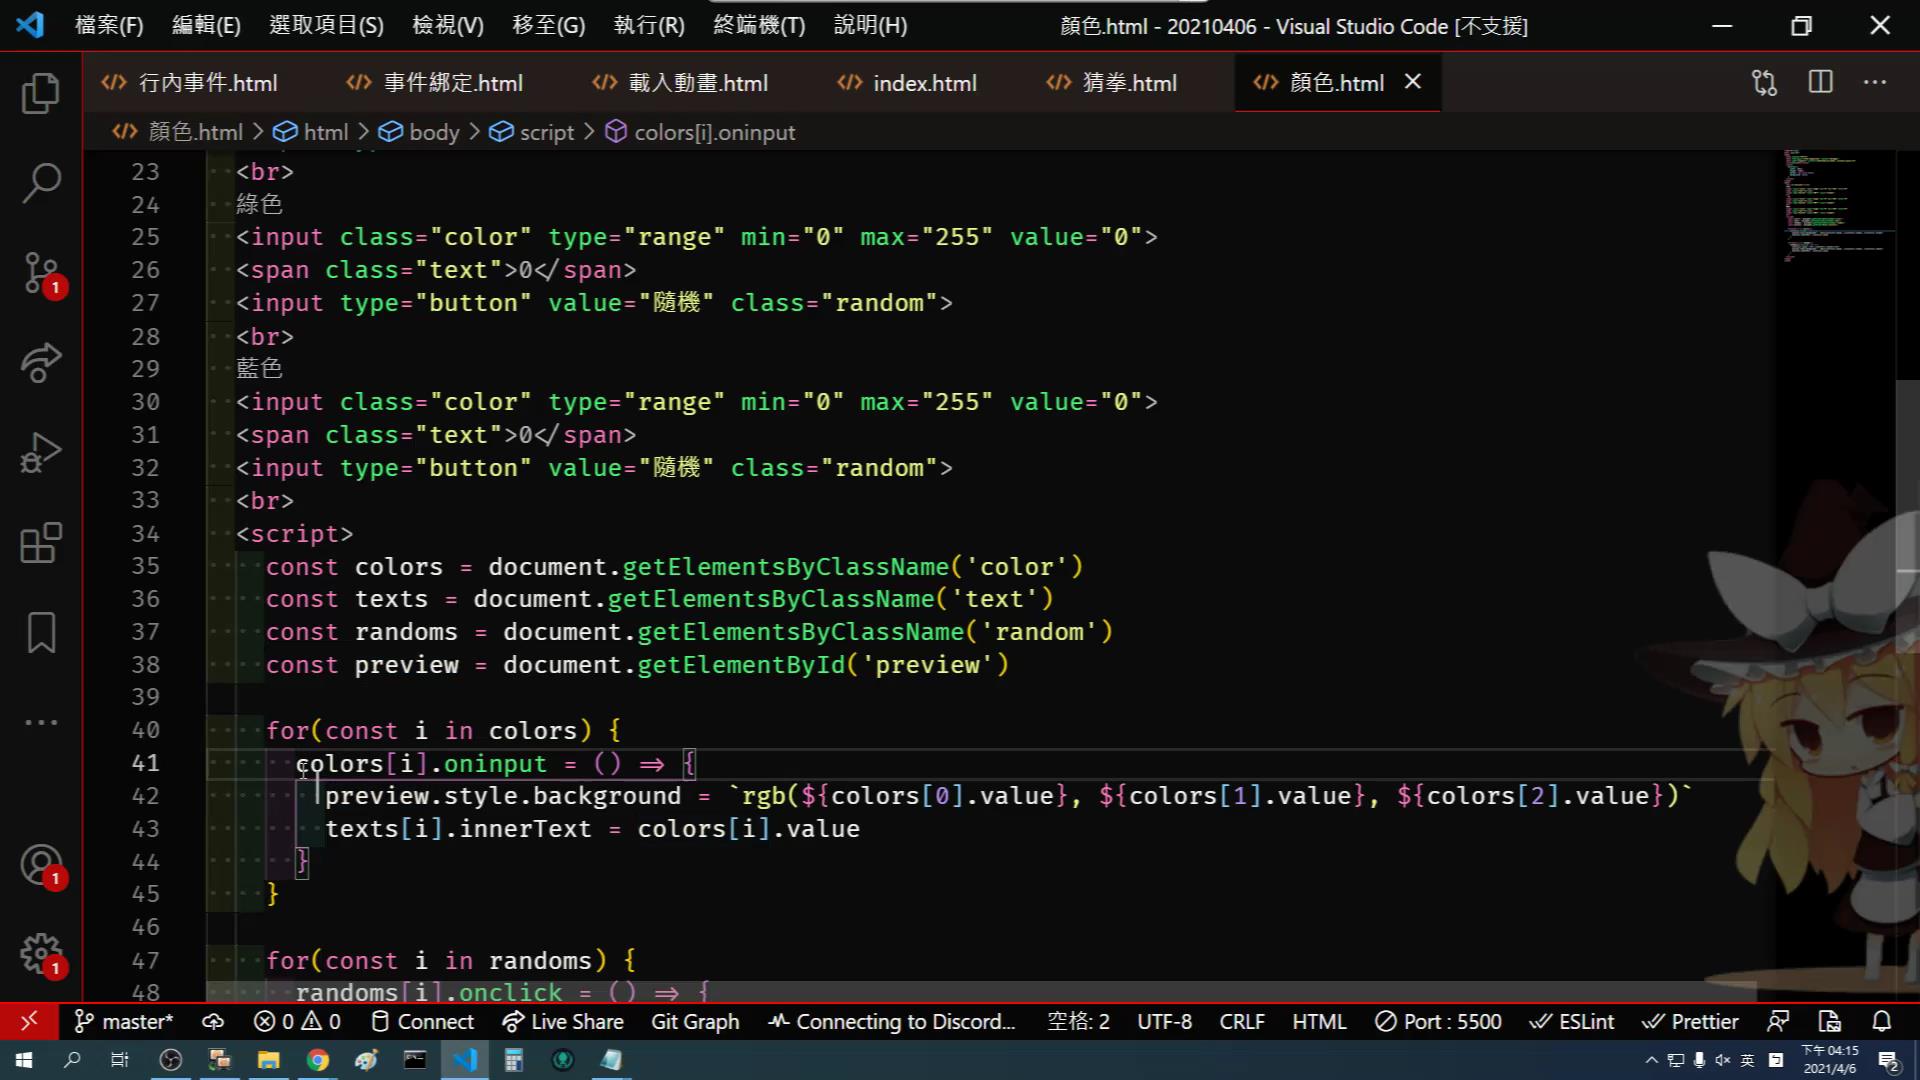 檔案(F) 編輯(E) 選取項目(S) 檢視(V) 移至(G) 執行(R) 終端機(T) 說明(H) 顏色.html - 20210406 - Visual Studio Code [不支援]
行內事件.html 事件綁定.html 載入動畫.html index.html 猜拳.html 顏色.html
顏色.html > html > body > script > colors[i].oninput
23 <br>
24 綠色
25 <input class="color" type="range" min="0" max="255" value="0">
26 <span class="text">0</span>
27 <input type="button" value="隨機" class="random">
28 <br>
29 藍色
30 <input class="color" type="range" min="0" max="255" value="0">
31 <span class="text">0</span>
32 <input type="button" value="隨機" class="random">
33 <br>
34 <script>
35 const colors = document.getElementsByClassName('color')
36 const texts = document.getElementsByClassName('text')
37 const randoms = document.getElementsByClassName('random')
38 const preview = document.getElementById('preview')
39
40 for(const i in colors) {
41 colors[i].oninput = () => {
42 preview.style.background = `rgb(${colors[0].value}, ${colors[1].value}, ${colors[2].value})`
43 texts[i].innerText = colors[i].value
44 }
45 }
46
47 for(const i in randoms) {
48 randoms[i].onclick = () => {
1
1
1
master* 0 0 Connect Live Share Git Graph Connecting to Discord... 空格: 2 UTF-8 CRLF HTML Port : 5500 ESLint Prettier
英 下午 04:15
2021/4/6 2